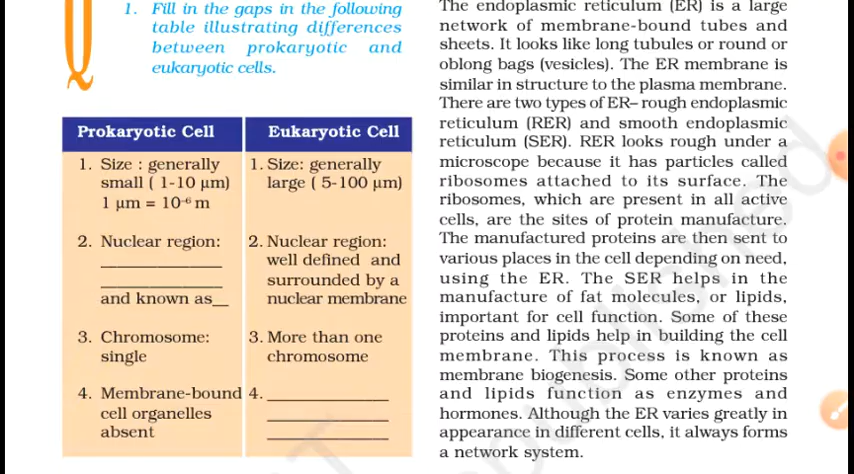 Q
1. Fill in the gaps in the following
table illustrating differences
between prokaryotic and
eukaryotic cells.
Prokaryotic Cell
Eukaryotic Cell
1. Size : generally
small ( 1-10 μm)
1 μm = 10⁻⁶ m
1. Size: generally
large ( 5-100 μm)
2. Nuclear region:
_______________
_______________
and known as__
2. Nuclear region:
well defined and
surrounded by a
nuclear membrane
3. Chromosome:
single
3. More than one
chromosome
4. Membrane-bound
cell organelles
absent
4. _______________
_______________
_______________
The endoplasmic reticulum (ER) is a large
network of membrane-bound tubes and
sheets. It looks like long tubules or round or
oblong bags (vesicles). The ER membrane is
similar in structure to the plasma membrane.
There are two types of ER– rough endoplasmic
reticulum (RER) and smooth endoplasmic
reticulum (SER). RER looks rough under a
microscope because it has particles called
ribosomes attached to its surface. The
ribosomes, which are present in all active
cells, are the sites of protein manufacture.
The manufactured proteins are then sent to
various places in the cell depending on need,
using the ER. The SER helps in the
manufacture of fat molecules, or lipids,
important for cell function. Some of these
proteins and lipids help in building the cell
membrane. This process is known as
membrane biogenesis. Some other proteins
and lipids function as enzymes and
hormones. Although the ER varies greatly in
appearance in different cells, it always forms
a network system.